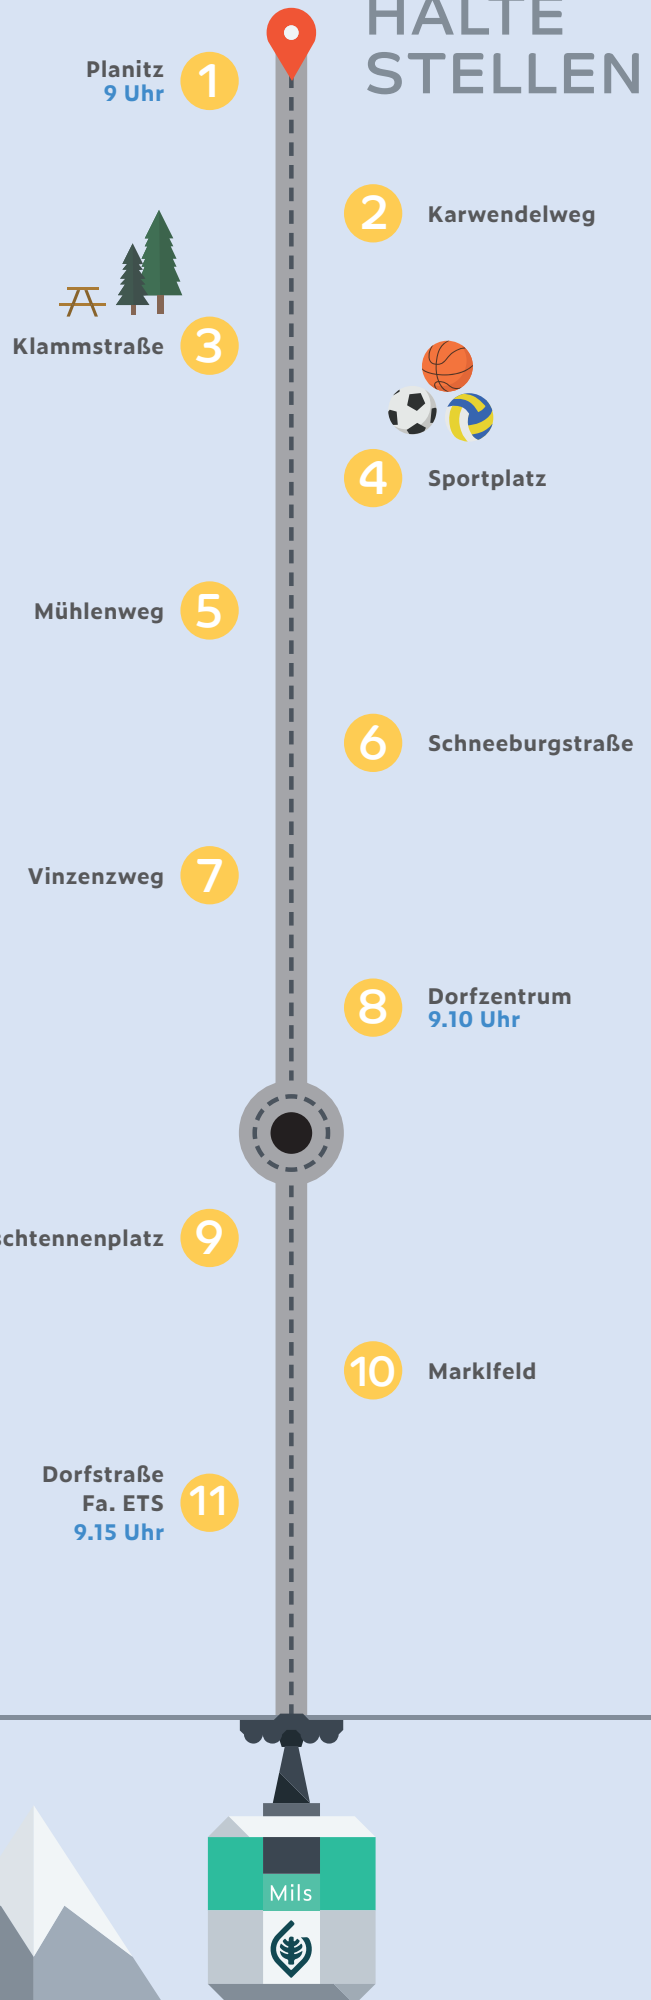 HALTE
STELLEN
Planitz
9 Uhr
1
2
Karwendelweg
Klammstraße
3
4
Sportplatz
Mühlenweg
5
6
Schneeburgstraße
Vinzenzweg
7
8
Dorfzentrum
9.10 Uhr
9
10
Marklfeld
Dorfstraße
Fa. ETS
9.15 Uhr
11
Mils